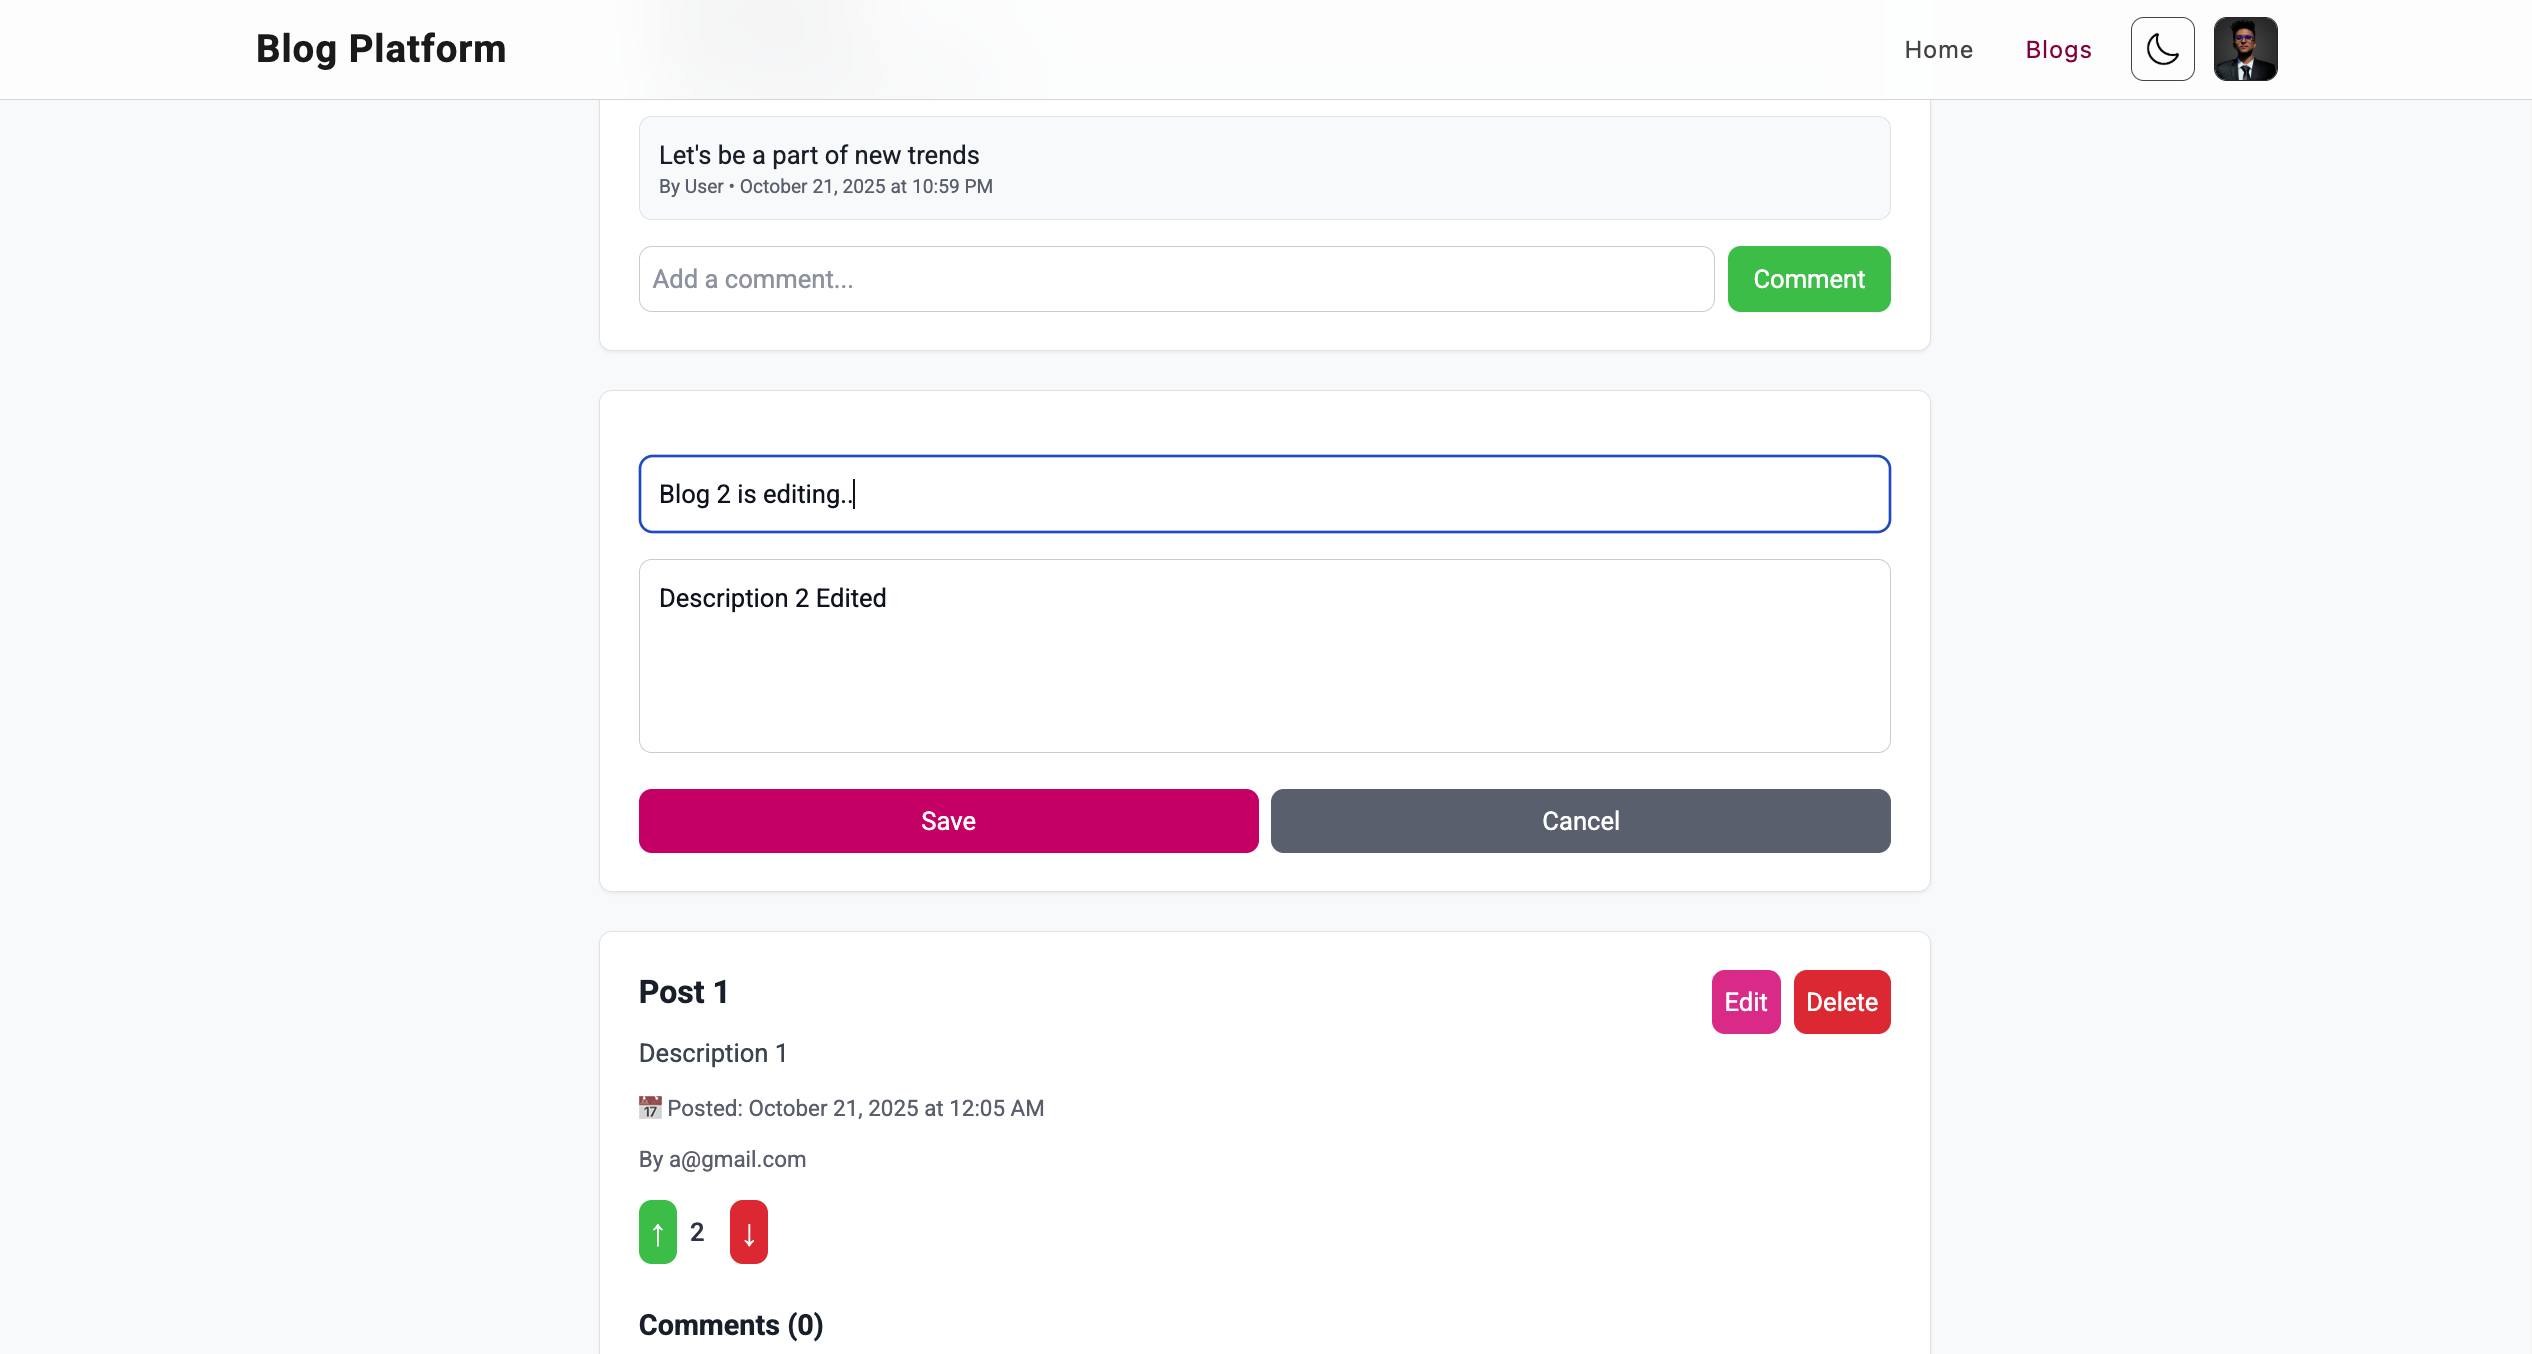 Blog Platform
Home
Blogs
Let's be a part of new trends
By User • October 21, 2025 at 10:59 PM
Add a comment...
Comment
Blog 2 is editing..
Description 2 Edited
Save
Cancel
Post 1
Edit
Delete
Description 1
17 Posted: October 21, 2025 at 12:05 AM
By a@gmail.com
↑ 2 ↓
Comments (0)